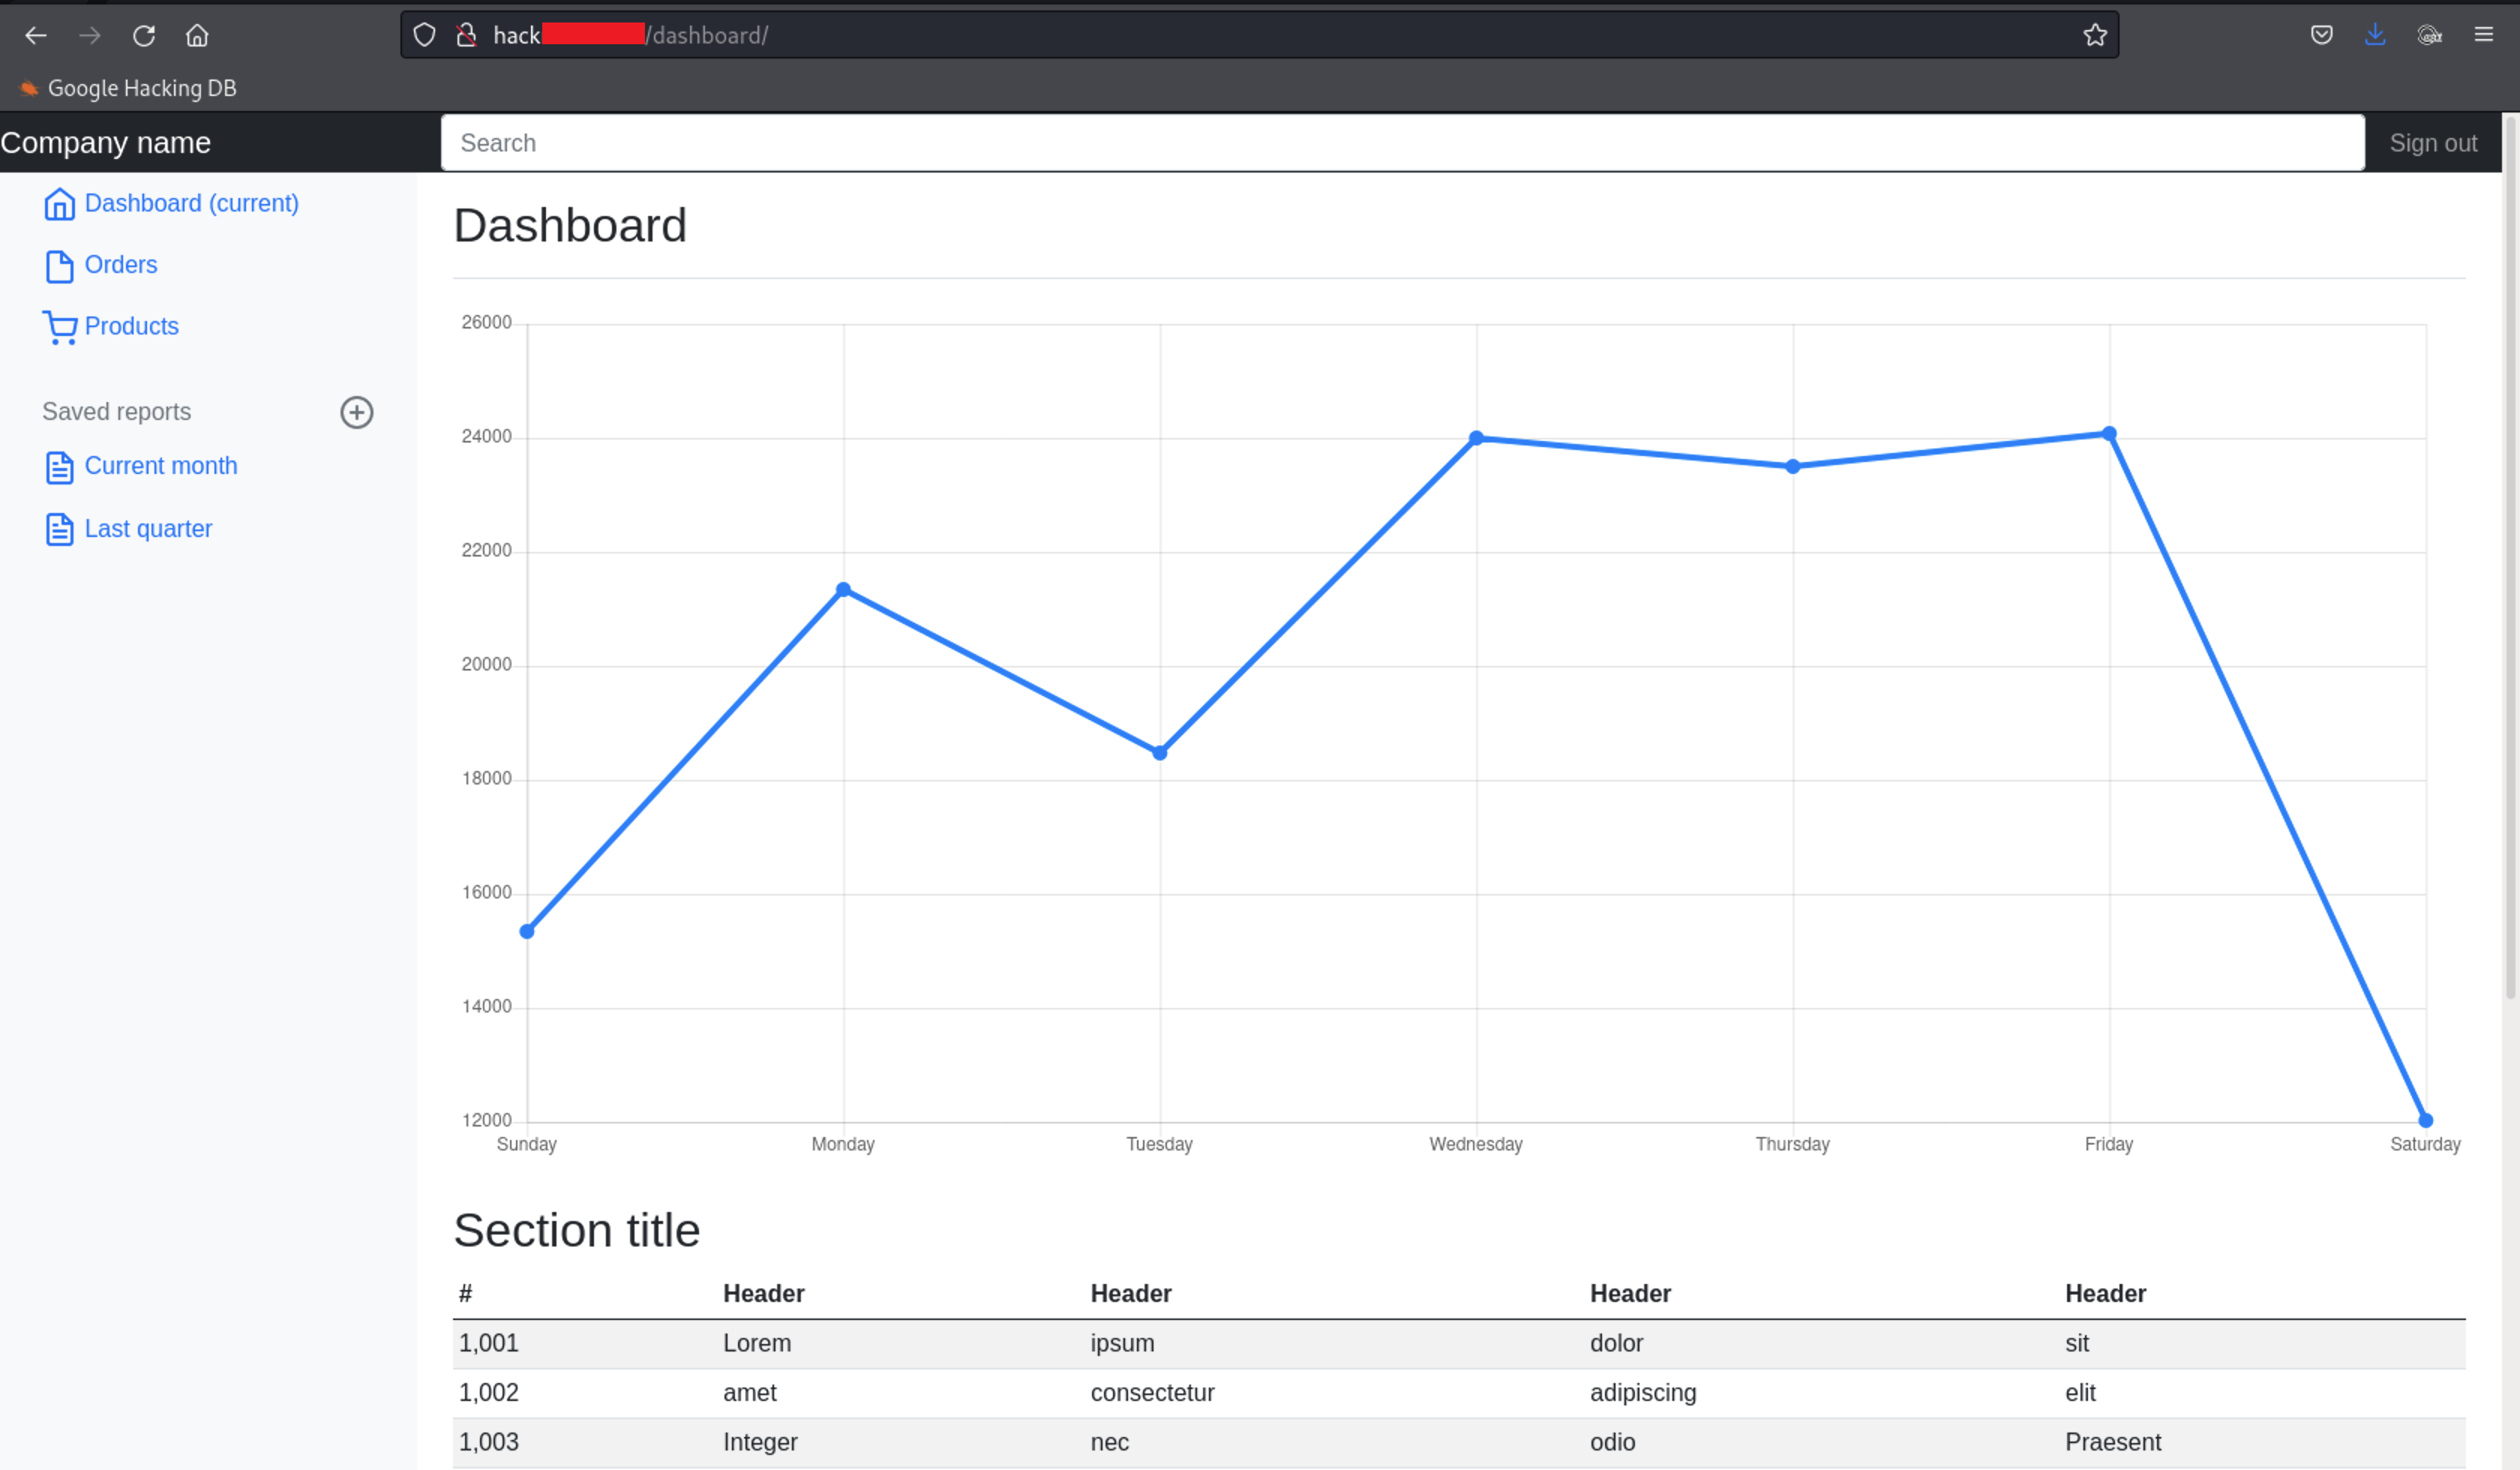 hack /dashboard/
Google Hacking DB
Company name
Search
Sign out
Dashboard (current)
Orders
Products
Saved reports
Current month
Last quarter
Dashboard
26000
24000
22000
20000
18000
16000
14000
12000
Sunday Monday Tuesday Wednesday Thursday Friday Saturday
Section title
# Header Header Header Header
1,001 Lorem ipsum dolor sit
1,002 amet consectetur adipiscing elit
1,003 Integer nec odio Praesent